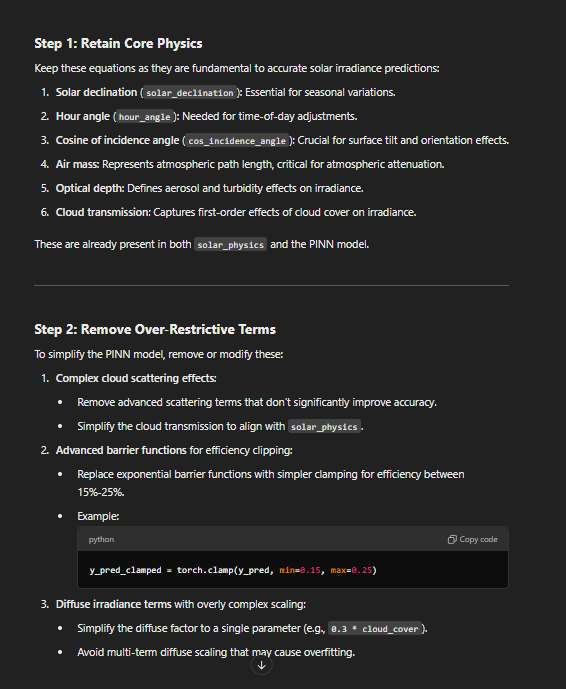 Step 1: Retain Core Physics
Keep these equations as they are fundamental to accurate solar irradiance predictions:
1. Solar declination (solar_declination): Essential for seasonal variations.
2. Hour angle (hour_angle): Needed for time-of-day adjustments.
3. Cosine of incidence angle (cos_incidence_angle): Crucial for surface tilt and orientation effects.
4. Air mass: Represents atmospheric path length, critical for atmospheric attenuation.
5. Optical depth: Defines aerosol and turbidity effects on irradiance.
6. Cloud transmission: Captures first-order effects of cloud cover on irradiance.
These are already present in both solar_physics and the PINN model.
Step 2: Remove Over-Restrictive Terms
To simplify the PINN model, remove or modify these:
1. Complex cloud scattering effects:
• Remove advanced scattering terms that don't significantly improve accuracy.
• Simplify the cloud transmission to align with solar_physics.
2. Advanced barrier functions for efficiency clipping:
• Replace exponential barrier functions with simpler clamping for efficiency between
15%-25%.
• Example:
python Copy code
y_pred_clamped = torch.clamp(y_pred, min=0.15, max=0.25)
3. Diffuse irradiance terms with overly complex scaling:
• Simplify the diffuse factor to a single parameter (e.g., 0.3 * cloud_cover).
• Avoid multi-term diffuse scaling that may cause overfitting.